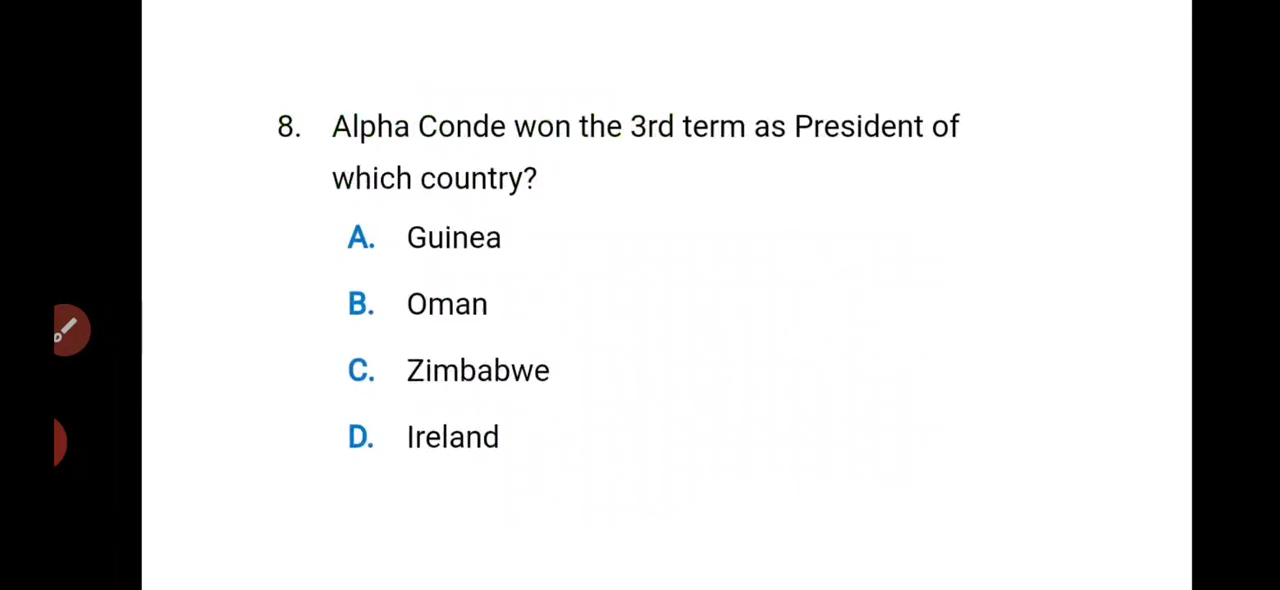 8. Alpha Conde won the 3rd term as President of
which country?
A. Guinea
B. Oman
C. Zimbabwe
D. Ireland